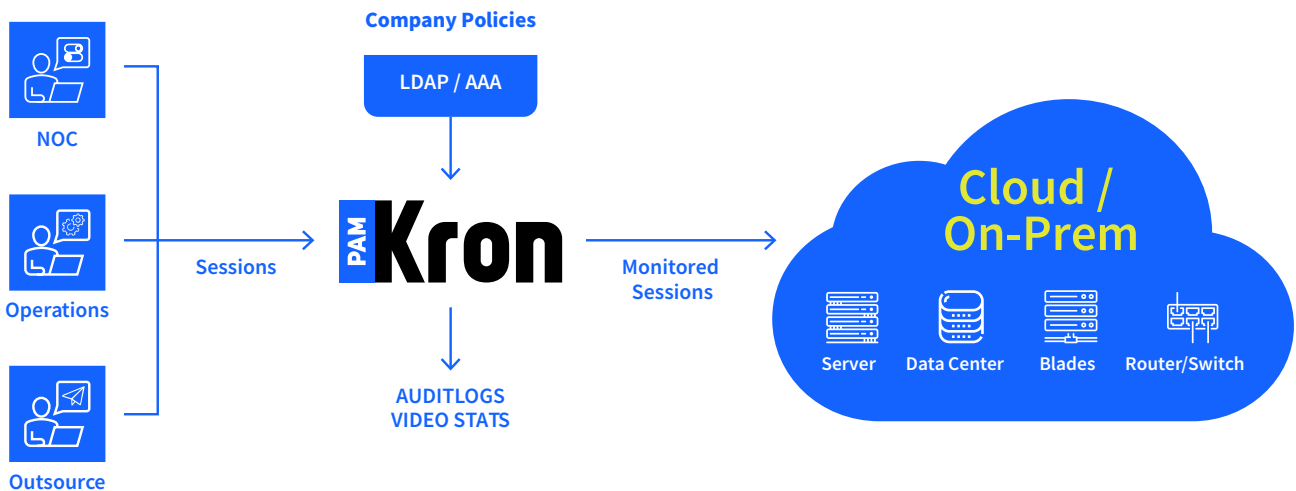 Company Policies
LDAP / AAA
NOC
PAM
Kron
Cloud /
On-Prem
Sessions
Monitored
Sessions
Operations
Server
Data Center
Blades
Router/Switch
AUDITLOGS
VIDEO STATS
Outsource